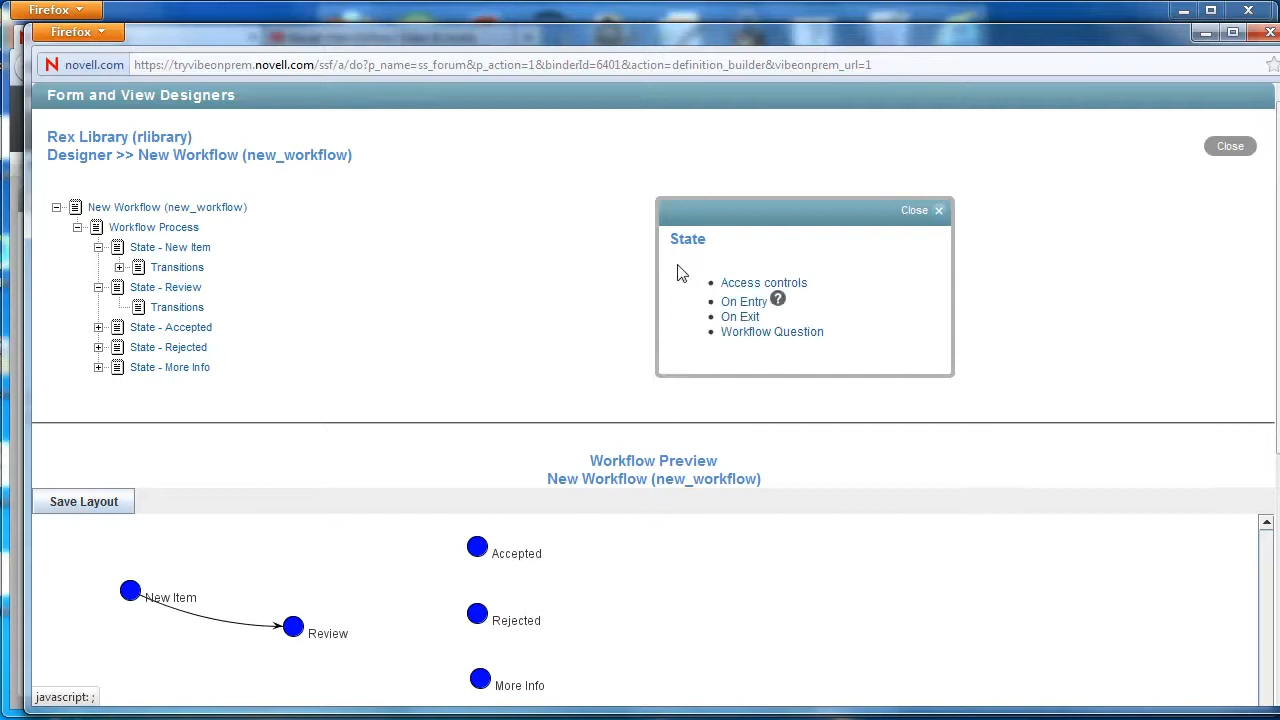 Firefox
Firefox
novell.com
https://tryvibeonprem.novell.com/ssf/a/do?p_name=ss_forum&p_action=1&binderId=6401&action=definition_builder&vibeonprem_url=1
Form and View Designers
Rex Library (rlibrary)
Designer >> New Workflow (new_workflow)
Close
New Workflow (new_workflow)
Workflow Process
State - New Item
Transitions
State - Review
Transitions
State - Accepted
State - Rejected
State - More Info
Close
State
Access controls
On Entry ?
On Exit
Workflow Question
Workflow Preview
New Workflow (new_workflow)
Save Layout
Accepted
New Item
Rejected
Review
More Info
javascript: ;